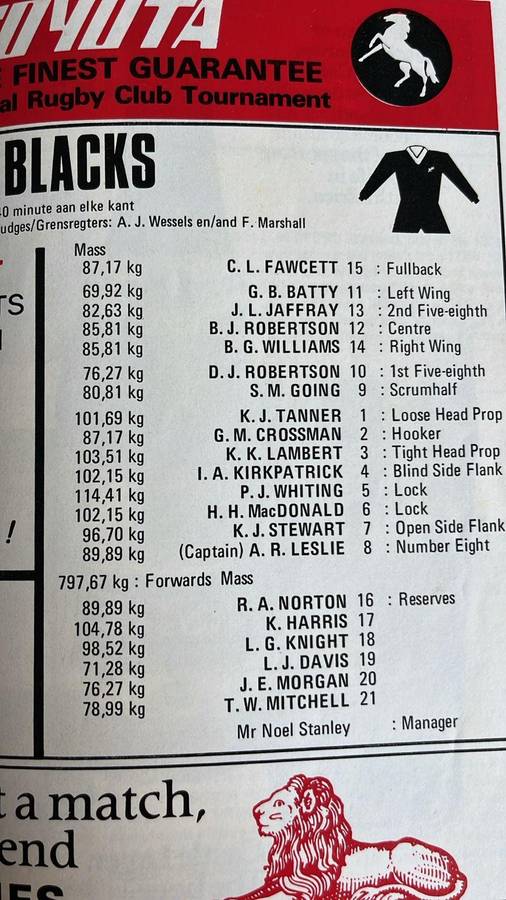 TOYOTA
FINEST GUARANTEE
al Rugby Club Tournament
BLACKS
40 minute aan elke kant
udges/Grensregters: A. J. Wessels en/and F. Marshall
Mass
87,17 kg C. L. FAWCETT 15 : Fullback
69,92 kg G. B. BATTY 11 : Left Wing
82,63 kg J. L. JAFFRAY 13 : 2nd Five-eighth
85,81 kg B. J. ROBERTSON 12 : Centre
85,81 kg B. G. WILLIAMS 14 : Right Wing
76,27 kg D. J. ROBERTSON 10 : 1st Five-eighth
80,81 kg S. M. GOING 9 : Scrumhalf
101,69 kg K. J. TANNER 1 : Loose Head Prop
87,17 kg G. M. CROSSMAN 2 : Hooker
103,51 kg K. K. LAMBERT 3 : Tight Head Prop
102,15 kg I. A. KIRKPATRICK 4 : Blind Side Flank
114,41 kg P. J. WHITING 5 : Lock
102,15 kg H. H. MacDONALD 6 : Lock
96,70 kg K. J. STEWART 7 : Open Side Flank
89,89 kg (Captain) A. R. LESLIE 8 : Number Eight
797,67 kg : Forwards Mass
89,89 kg R. A. NORTON 16 : Reserves
104,78 kg K. HARRIS 17
98,52 kg L. G. KNIGHT 18
71,28 kg L. J. DAVIS 19
76,27 kg J. E. MORGAN 20
78,99 kg T. W. MITCHELL 21
Mr Noel Stanley : Manager
TS
!
t a match,
end